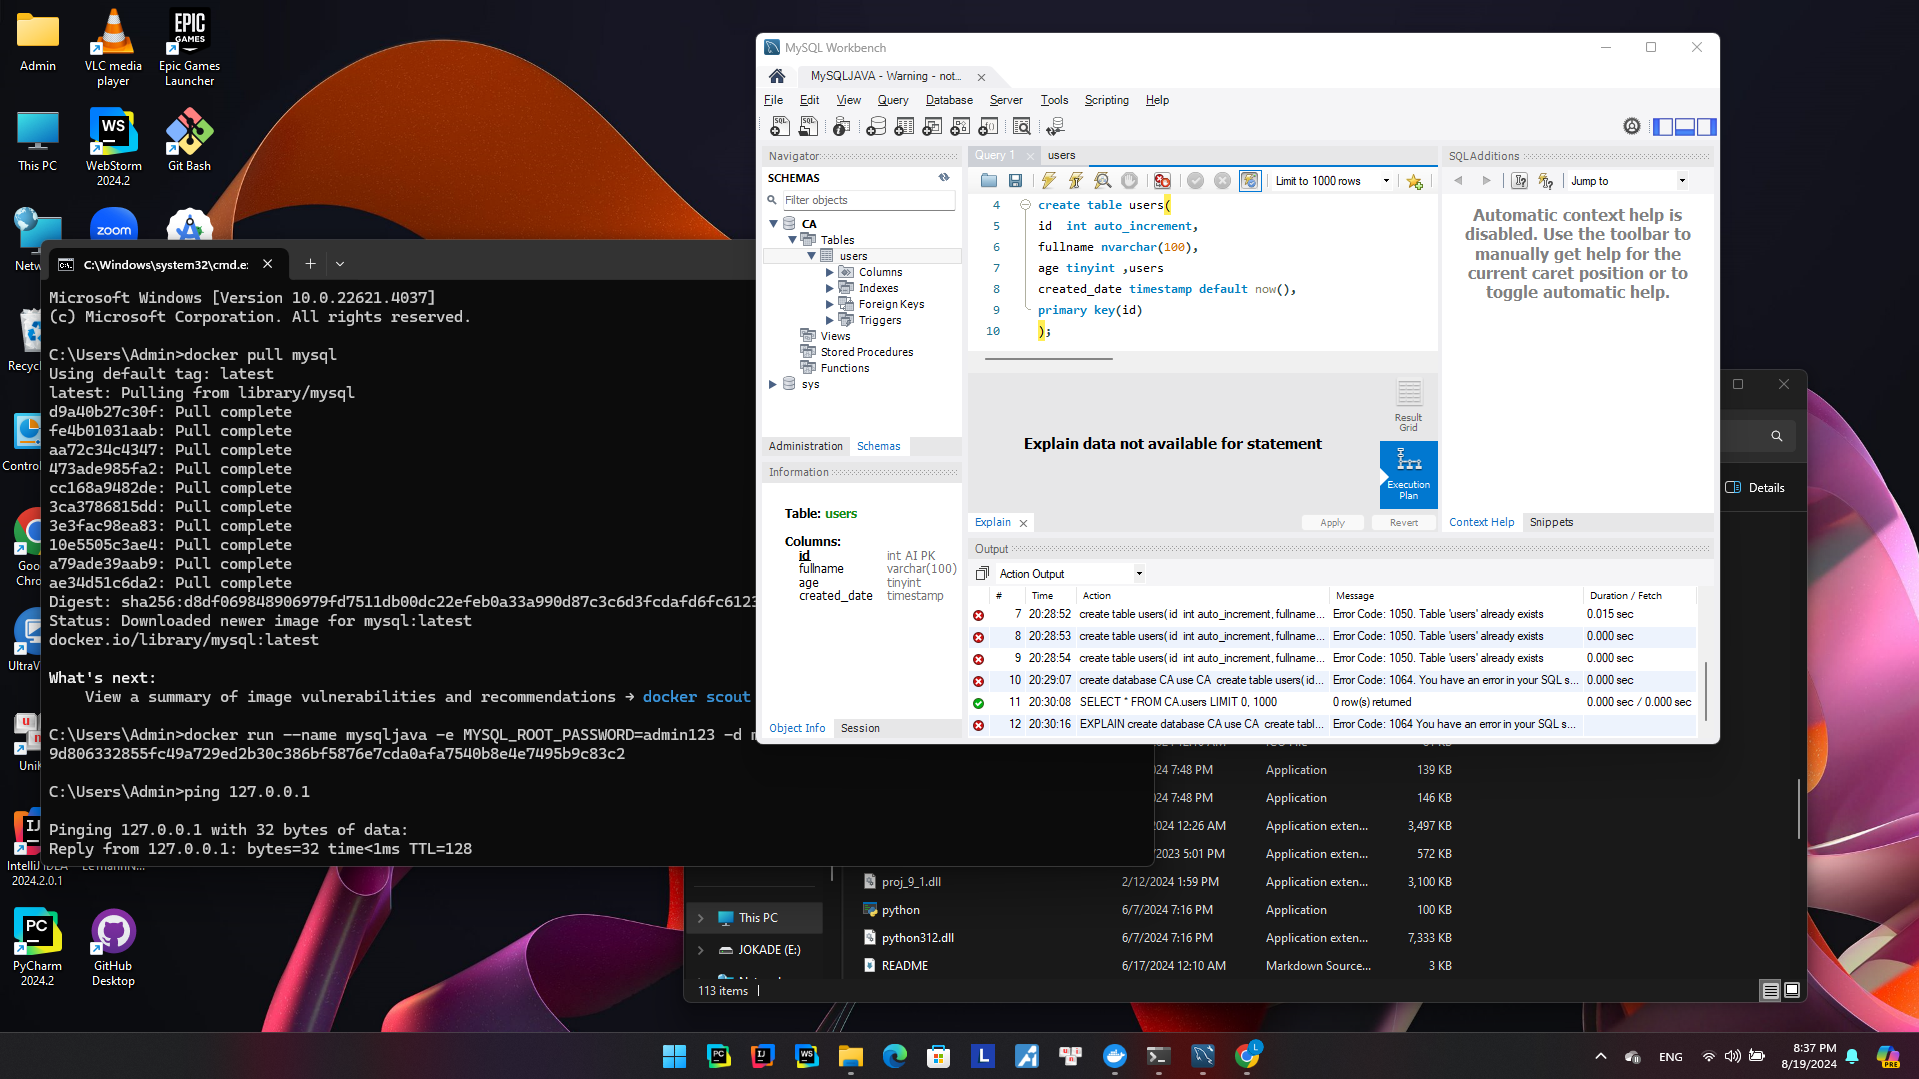 Admin
VLC media player
Epic Games Launcher
EPIC GAMES
This PC
WebStorm 2024.2
Git Bash
zoom
Control
UltraV
PyCharm 2024.2
GitHub Desktop
IntelliJ IDEA 2024.2.0.1
C:\Windows\system32\cmd.e:
Microsoft Windows [Version 10.0.22621.4037]
(c) Microsoft Corporation. All rights reserved.
C:\Users\Admin>docker pull mysql
Using default tag: latest
latest: Pulling from library/mysql
d9a40b27c30f: Pull complete
fe4b01031aab: Pull complete
aa72c34c4347: Pull complete
473ade985fa2: Pull complete
cc168a9482de: Pull complete
3ca3786815dd: Pull complete
3e3fac98ea83: Pull complete
10e5505c3ae4: Pull complete
a79ade39aab9: Pull complete
ae34d51c6da2: Pull complete
Digest: sha256:d8df069848906979fd7511db00dc22efeb0a33a990d87c3c6d3fcdafd6fc6123
Status: Downloaded newer image for mysql:latest
docker.io/library/mysql:latest
What's next:
View a summary of image vulnerabilities and recommendations → docker scout
C:\Users\Admin>docker run --name mysqljava -e MYSQL_ROOT_PASSWORD=admin123 -d m
9d806332855fc49a729ed2b30c386bf5876e7cda0afa7540b8e4e7495b9c83c2
C:\Users\Admin>ping 127.0.0.1
Pinging 127.0.0.1 with 32 bytes of data:
Reply from 127.0.0.1: bytes=32 time<1ms TTL=128
MySQL Workbench
MySQLJAVA - Warning - not...
File Edit View Query Database Server Tools Scripting Help
Navigator
SCHEMAS
Filter objects
CA
Tables
users
Columns
Indexes
Foreign Keys
Triggers
Views
Stored Procedures
Functions
sys
Administration Schemas
Information
Table: users
Columns:
id int AI PK
fullname varchar(100)
age tinyint
created_date timestamp
Object Info Session
Query 1 users
Limit to 1000 rows
4 create table users(
5 id int auto_increment,
6 fullname nvarchar(100),
7 age tinyint ,users
8 created_date timestamp default now(),
9 primary key(id)
10 );
Explain data not available for statement
Result Grid
Execution Plan
Explain Apply Revert
SQLAdditions
Jump to
Automatic context help is
disabled. Use the toolbar to
manually get help for the
current caret position or to
toggle automatic help.
Context Help Snippets
Output
Action Output
# Time Action Message Duration / Fetch
7 20:28:52 create table users( id int auto_increment, fullname... Error Code: 1050. Table 'users' already exists 0.015 sec
8 20:28:53 create table users( id int auto_increment, fullname... Error Code: 1050. Table 'users' already exists 0.000 sec
9 20:28:54 create table users( id int auto_increment, fullname... Error Code: 1050. Table 'users' already exists 0.000 sec
10 20:29:07 create database CA use CA create table users( id... Error Code: 1064. You have an error in your SQL s... 0.000 sec
11 20:30:08 SELECT * FROM CA.users LIMIT 0, 1000 0 row(s) returned 0.000 sec / 0.000 sec
12 20:30:16 EXPLAIN create database CA use CA create tabl... Error Code: 1064 You have an error in your SQL s...
Details
7:48 PM Application 139 KB
7:48 PM Application 146 KB
12:26 AM Application exten... 3,497 KB
5:01 PM Application exten... 572 KB
proj_9_1.dll 2/12/2024 1:59 PM Application exten... 3,100 KB
python 6/7/2024 7:16 PM Application 100 KB
python312.dll 6/7/2024 7:16 PM Application exten... 7,333 KB
README 6/17/2024 12:10 AM Markdown Source... 3 KB
This PC
JOKADE (E:)
113 items
ENG
8:37 PM
8/19/2024